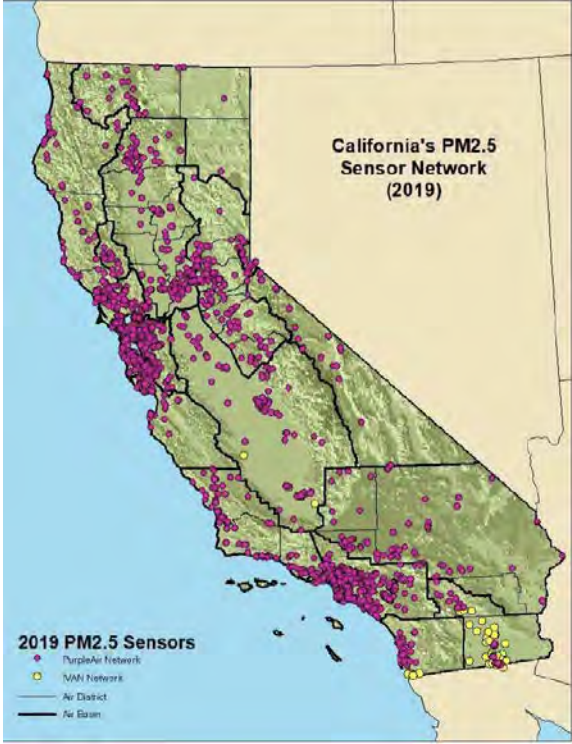 California's PM2.5
Sensor Network
(2019)
2019 PM2.5 Sensors
PurpleAir Network
IVAN Network
Air District
Air Basin